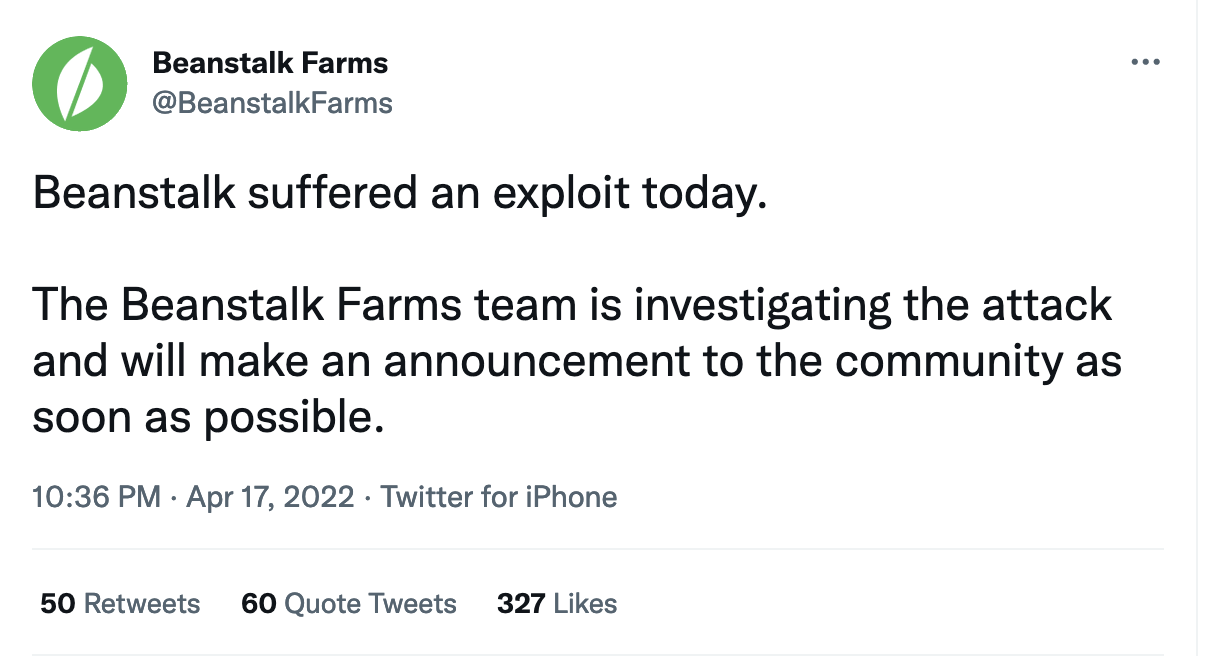 Beanstalk Farms
@BeanstalkFarms
Beanstalk suffered an exploit today.
The Beanstalk Farms team is investigating the attack
and will make an announcement to the community as
soon as possible.
10:36 PM · Apr 17, 2022 · Twitter for iPhone
50 Retweets 60 Quote Tweets 327 Likes